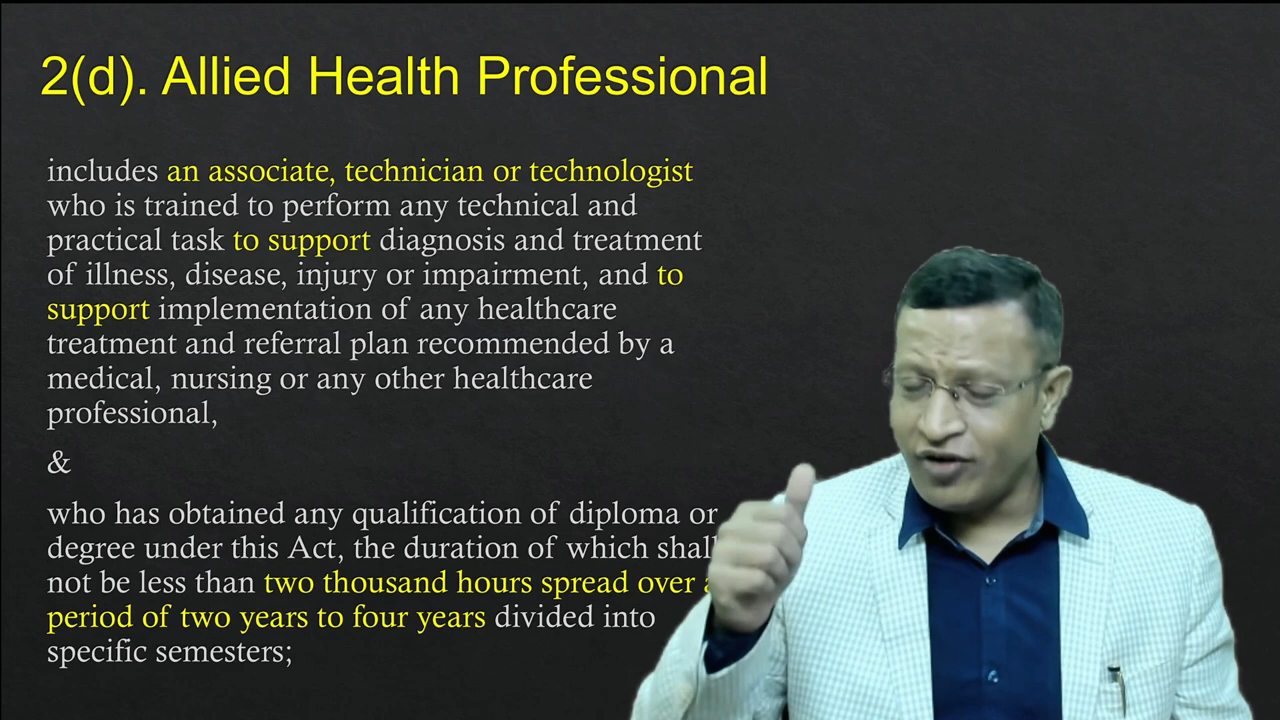 2(d). Allied Health Professional
includes an associate, technician or technologist
who is trained to perform any technical and
practical task to support diagnosis and treatment
of illness, disease, injury or impairment, and to
support implementation of any healthcare
treatment and referral plan recommended by a
medical, nursing or any other healthcare
professional,
&
who has obtained any qualification of diploma or
degree under this Act, the duration of which shall
not be less than two thousand hours spread over a
period of two years to four years divided into
specific semesters;